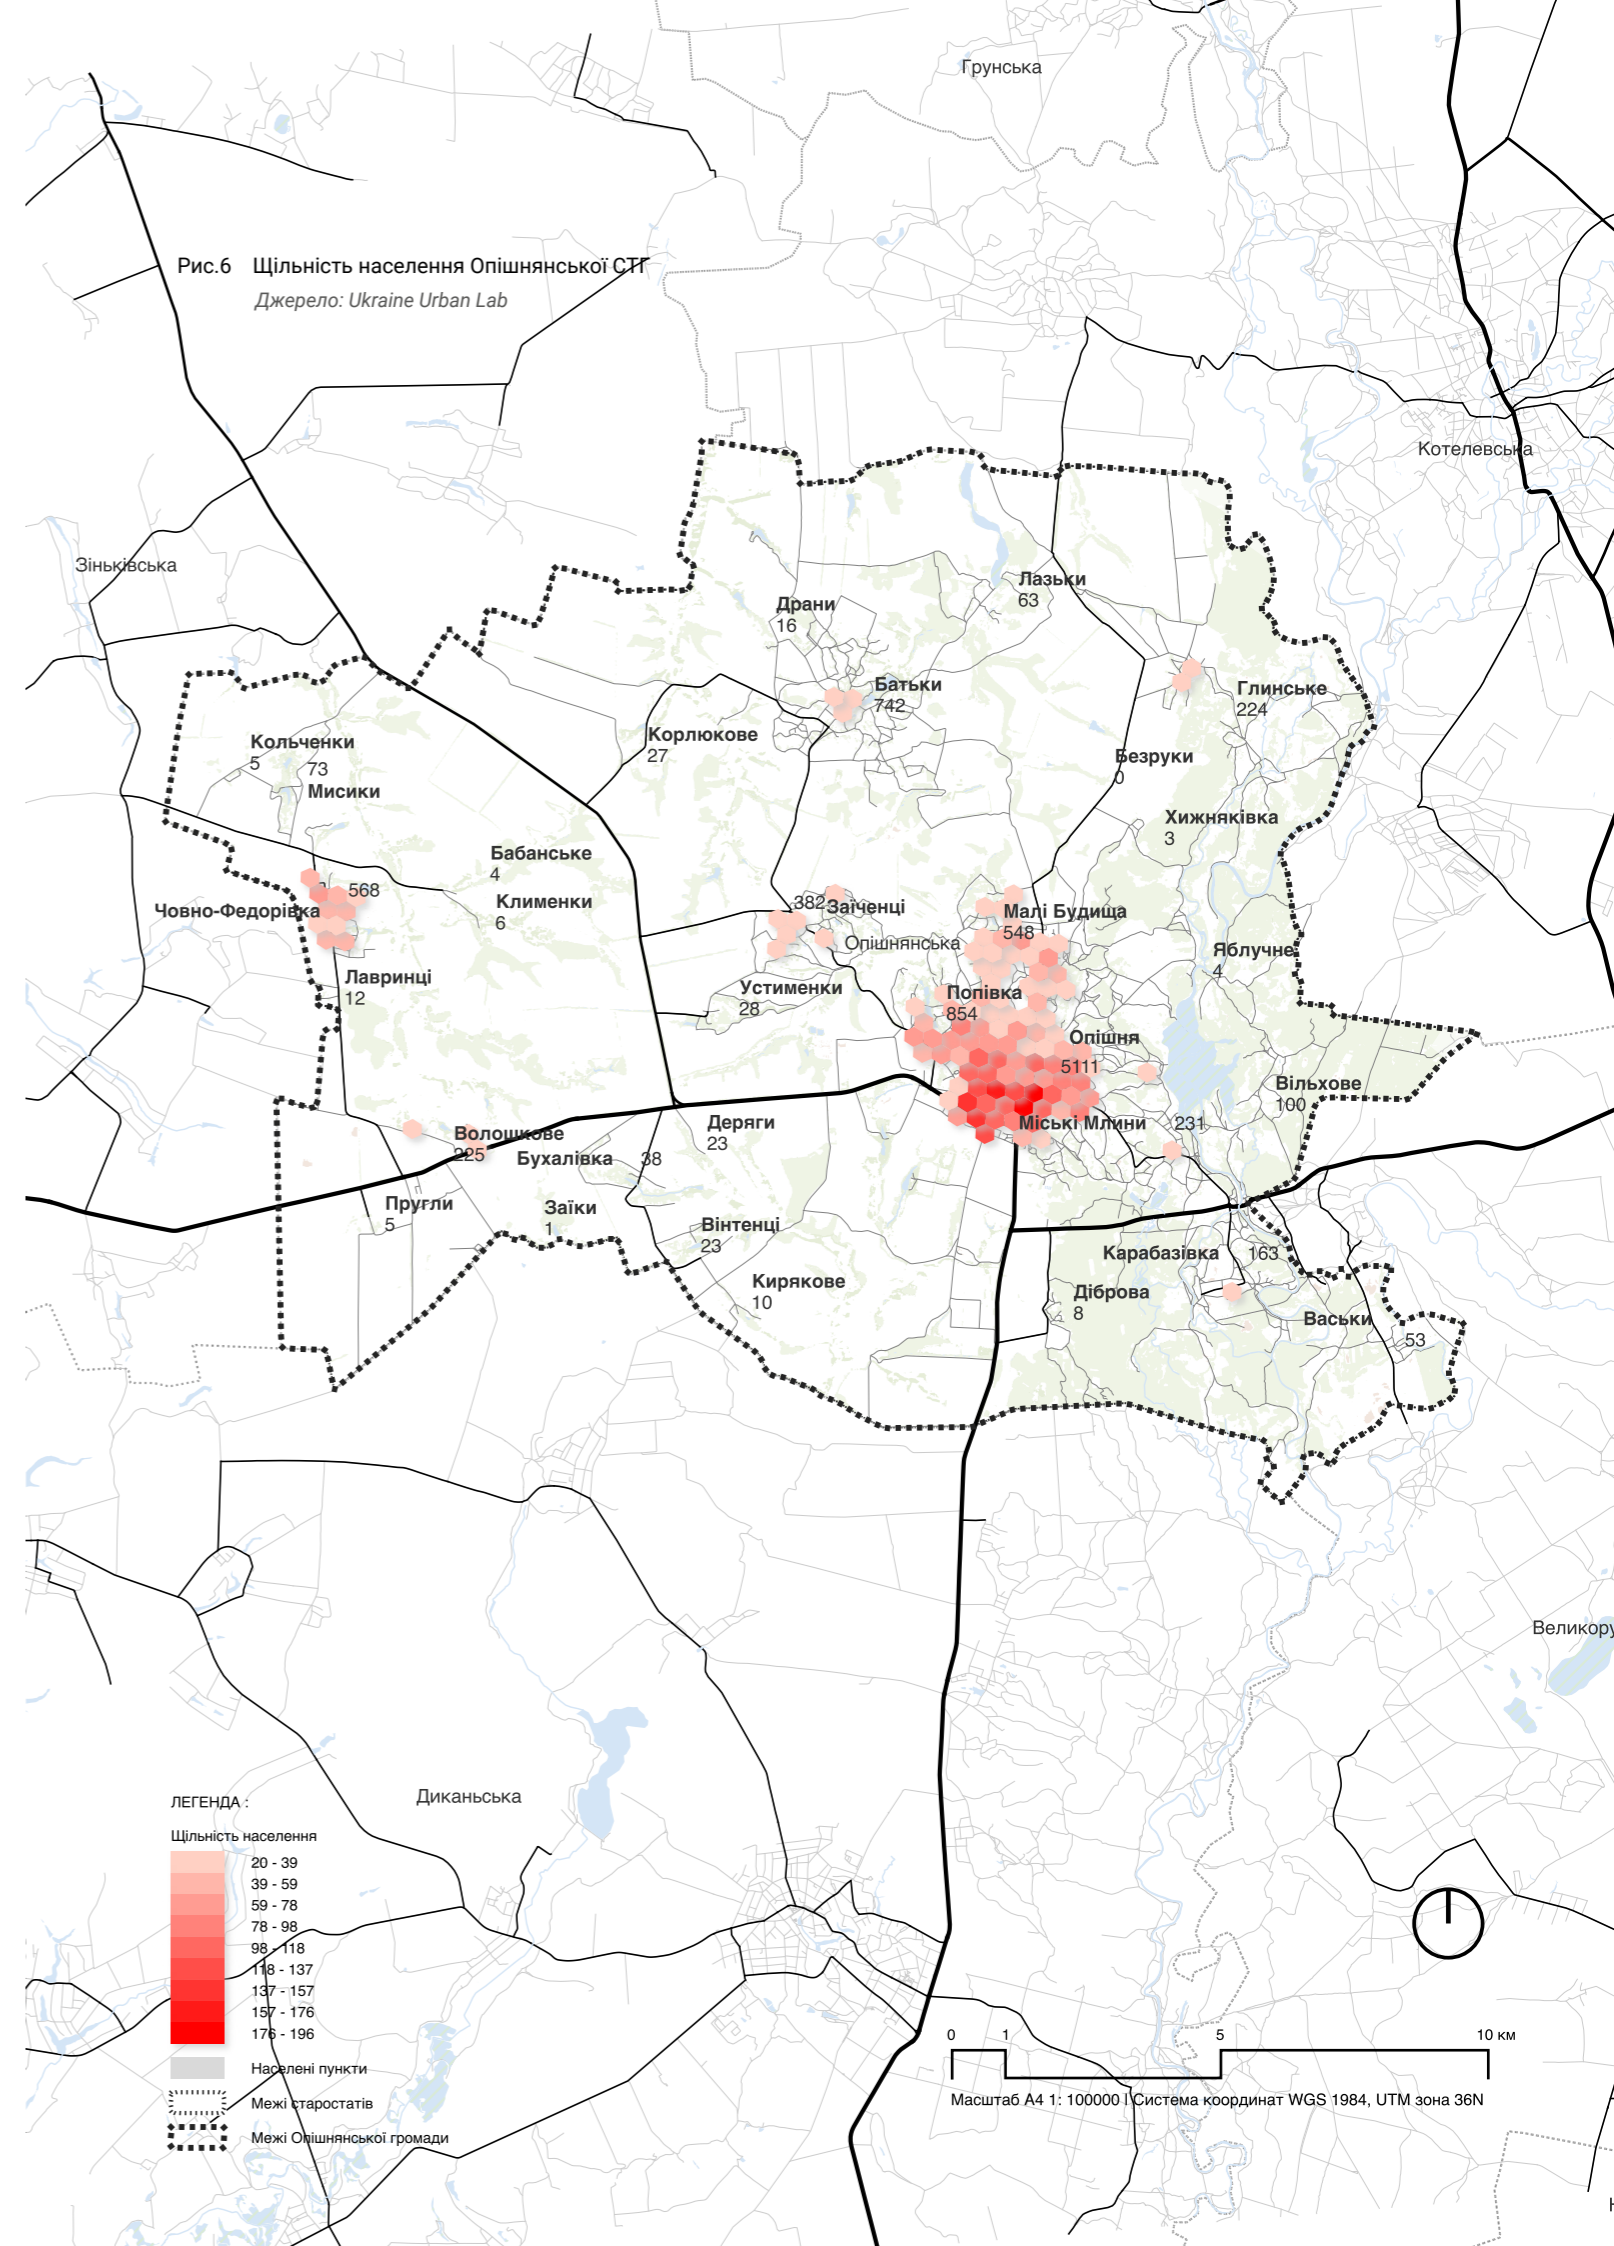 Грунська
Рис.6 Щільність населення Опішнянської СТГ
Джерело: Ukraine Urban Lab
Котелевська
Зіньківська
Лазьки
63
Драни
16
Батьки
742
Глинське
224
Корлюкове
27
Кольченки
5
73
Мисики
Безруки
0
Хижняківка
3
Бабанське
4
Клименки
6
568
Човно-Федорівка
382
Заїченці
Малі Будища
548
Опішнянська
Яблучне
4
Лавринці
12
Устименки
28
Попівка
854
Опішня
5111
Вільхове
100
Міські Млини
231
Деряги
23
Волошкове
225
Бухалівка
38
Пругли
5
Заїки
1
Вінтенці
23
Карабазівка
163
Кирякове
10
Діброва
8
Васьки
53
Великору
Диканьська
ЛЕГЕНДА :
Щільність населення
20 - 39
39 - 59
59 - 78
78 - 98
98 - 118
118 - 137
137 - 157
157 - 176
176 - 196
Населені пункти
Межі старостатів
Межі Опішнянської громади
0 1 5 10 км
Масштаб А4 1: 100000 | Система координат WGS 1984, UTM зона 36N